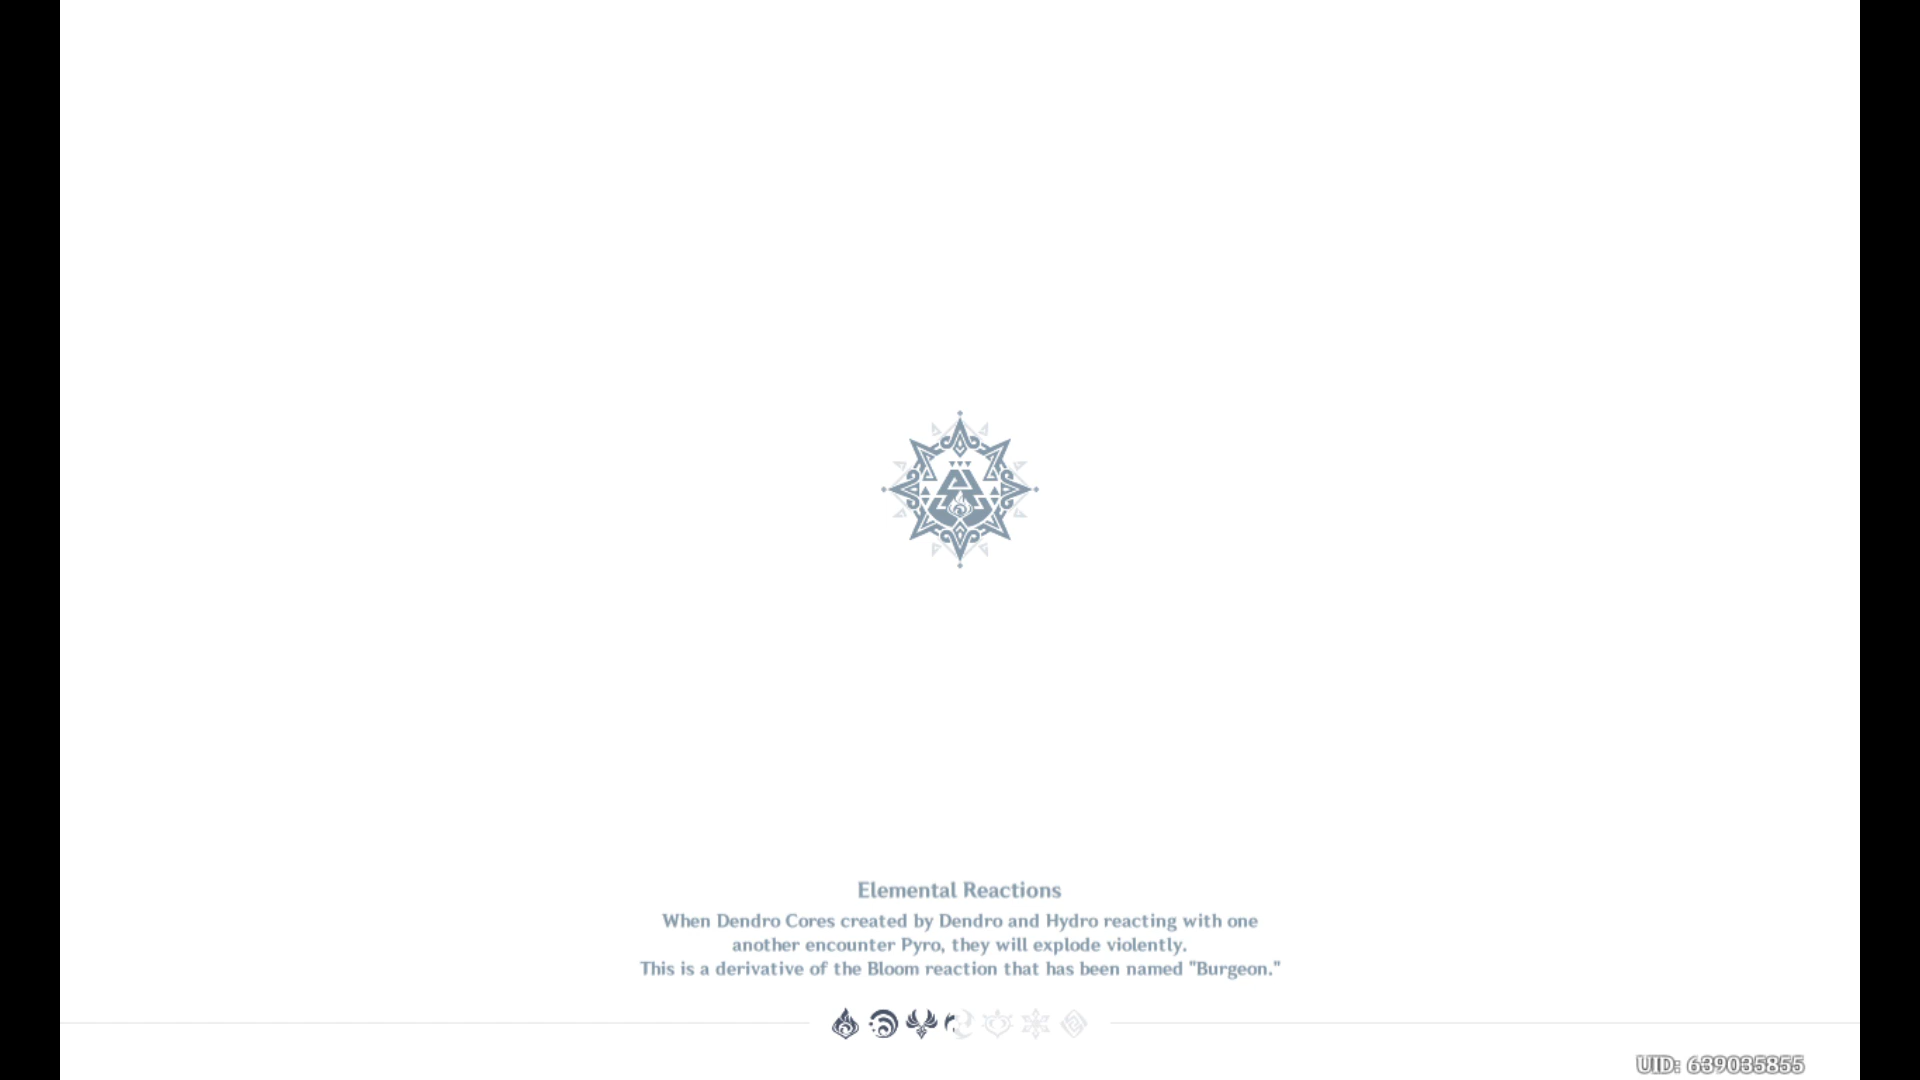 Elemental Reactions
When Dendro Cores created by Dendro and Hydro reacting with one
another encounter Pyro, they will explode violently.
This is a derivative of the Bloom reaction that has been named "Burgeon."
UID: 639035855